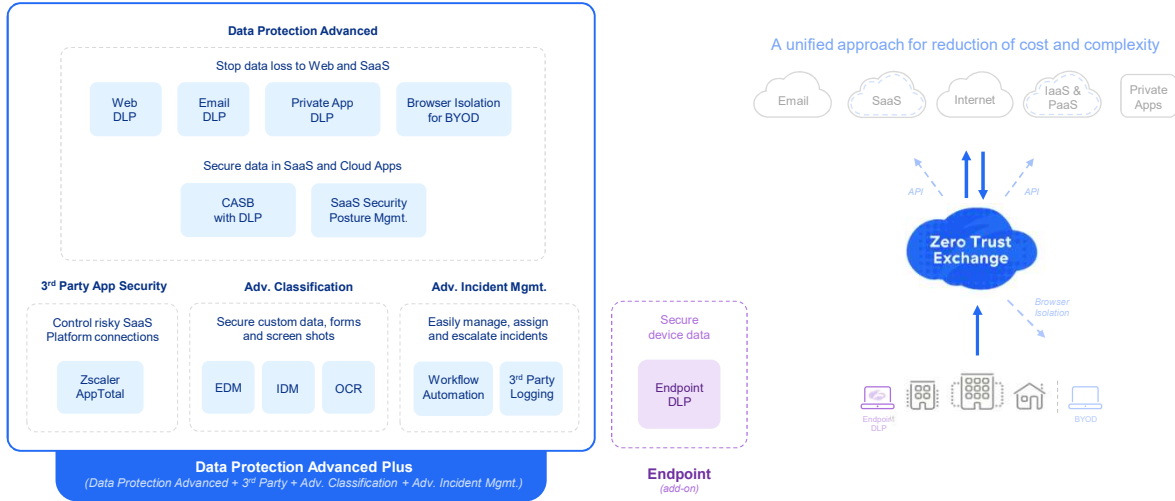 Data Protection Advanced
Stop data loss to Web and SaaS
Web
DLP
Email
DLP
Private App
DLP
Browser Isolation
for BYOD
Secure data in SaaS and Cloud Apps
CASB
with DLP
SaaS Security
Posture Mgmt.
3rd Party App Security
Control risky SaaS
Platform connections
Zscaler
AppTotal
Adv. Classification
Secure custom data, forms
and screen shots
EDM
IDM
OCR
Adv. Incident Mgmt.
Easily manage, assign
and escalate incidents
Workflow
Automation
3rd Party
Logging
Data Protection Advanced Plus
(Data Protection Advanced + 3rd Party + Adv. Classification + Adv. Incident Mgmt.)
Secure
device data
Endpoint
DLP
Endpoint
(add-on)
A unified approach for reduction of cost and complexity
Email
SaaS
Internet
IaaS &
PaaS
Private
Apps
API
API
Zero Trust
Exchange
Browser
Isolation
Endpoint
DLP
BYOD